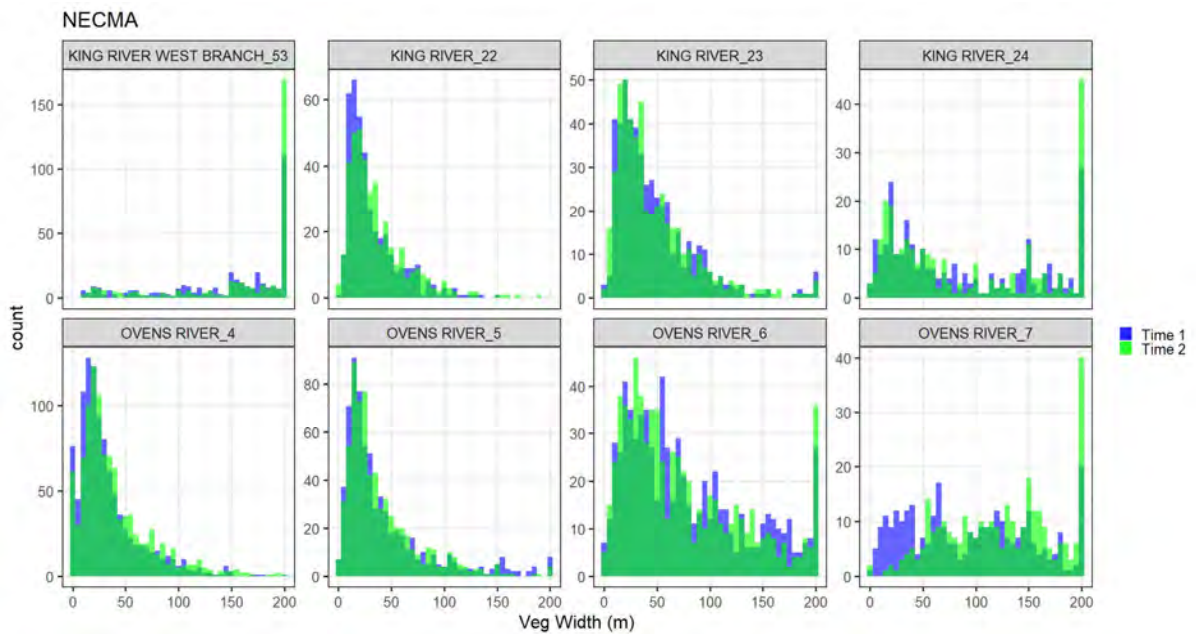 NECMA
KING RIVER WEST BRANCH_53
KING RIVER_22
KING RIVER_23
KING RIVER_24
150
100
50
0
60
40
20
0
50
40
30
20
10
0
40
30
20
10
0
count
OVENS RIVER_4
OVENS RIVER_5
OVENS RIVER_6
OVENS RIVER_7
100
50
0
80
60
40
20
0
40
30
20
10
0
40
30
20
10
0
0 50 100 150 200
0 50 100 150 200
0 50 100 150 200
0 50 100 150 200
Veg Width (m)
Time 1
Time 2